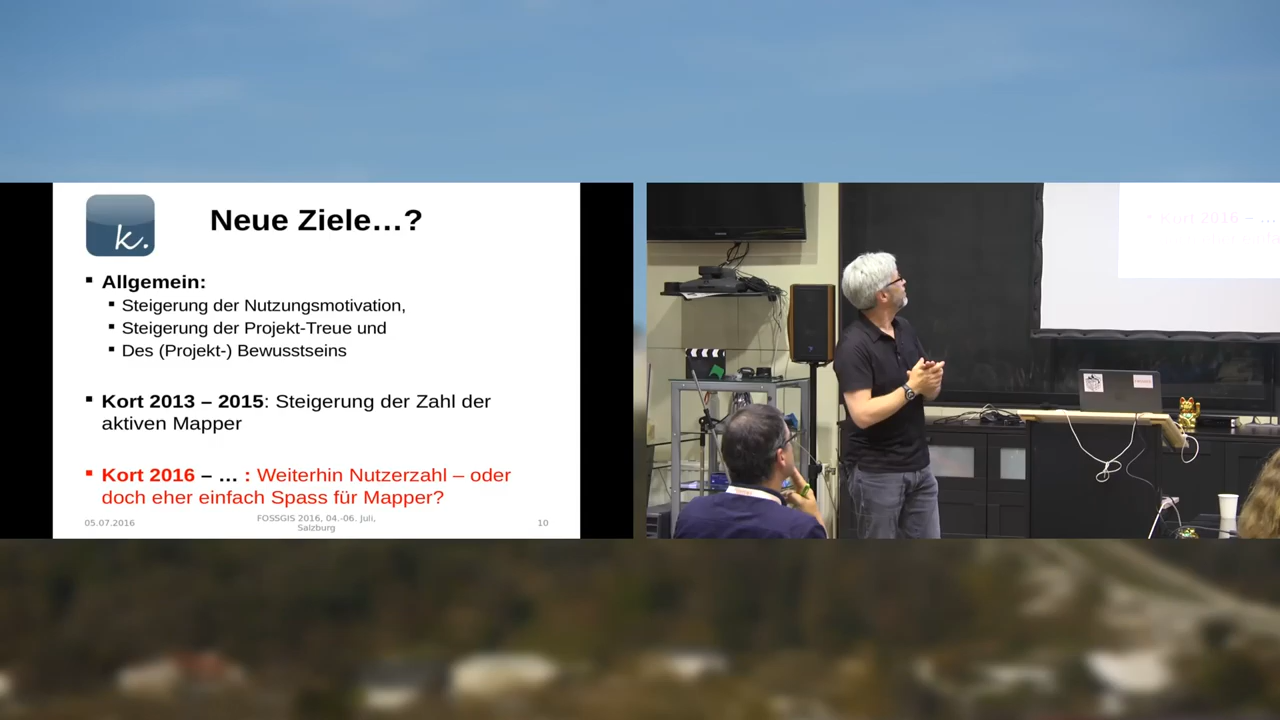 k.
Neue Ziele…?
Allgemein:
Steigerung der Nutzungsmotivation,
Steigerung der Projekt-Treue und
Des (Projekt-) Bewusstseins
Kort 2013 – 2015: Steigerung der Zahl der
aktiven Mapper
Kort 2016 – … : Weiterhin Nutzerzahl – oder
doch eher einfach Spass für Mapper?
05.07.2016
FOSSGIS 2016, 04.-06. Juli,
Salzburg
10
Kort 2016 – …